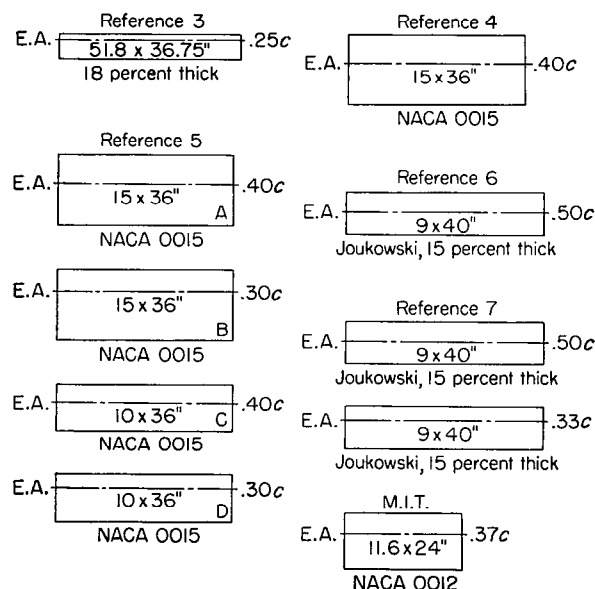 Reference 3
E.A. .25c
51.8 x 36.75"
18 percent thick
Reference 5
E.A. .40c
15 x 36"
A
NACA 0015
E.A. .30c
15 x 36"
B
NACA 0015
E.A. .40c
10 x 36"
C
NACA 0015
E.A. .30c
10 x 36"
D
NACA 0015
Reference 4
E.A. .40c
15 x 36"
NACA 0015
Reference 6
E.A. .50c
9 x 40"
Joukowski, 15 percent thick
Reference 7
E.A. .50c
9 x 40"
Joukowski, 15 percent thick
E.A. .33c
9 x 40"
Joukowski, 15 percent thick
M.I.T.
E.A. .37c
11.6 x 24"
NACA 0012